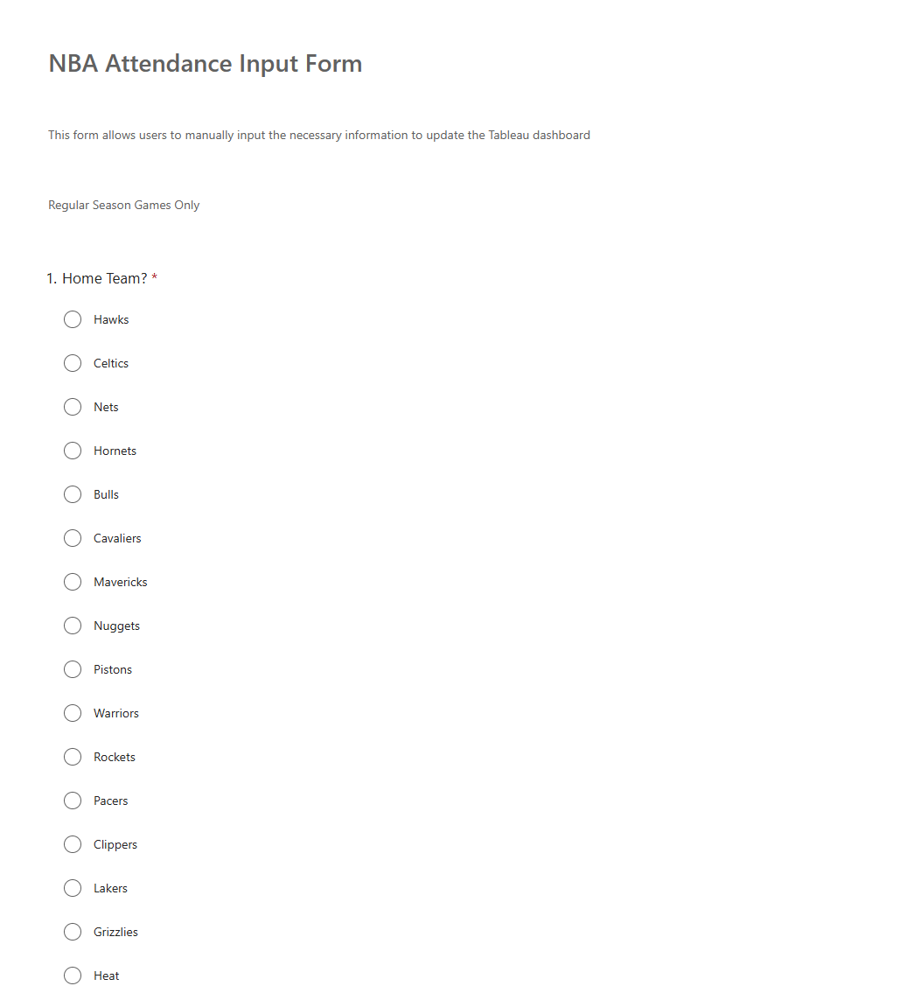 NBA Attendance Input Form
This form allows users to manually input the necessary information to update the Tableau dashboard
Regular Season Games Only
1. Home Team? *
Hawks
Celtics
Nets
Hornets
Bulls
Cavaliers
Mavericks
Nuggets
Pistons
Warriors
Rockets
Pacers
Clippers
Lakers
Grizzlies
Heat